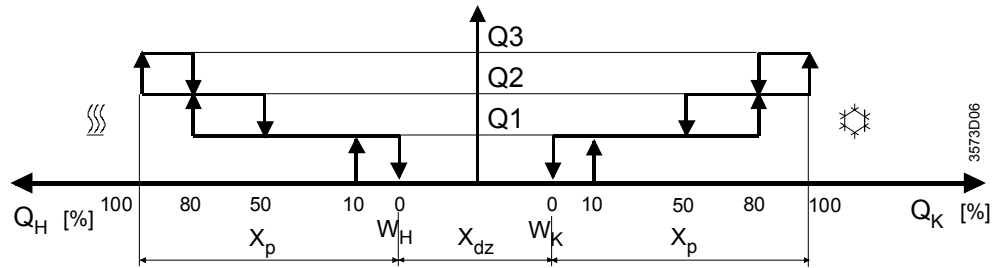 Q3
Q2
Q1
3573D06
Q_H [%] 100 80 50 10 0 0 10 50 80 100 Q_K [%]
W_H W_K
X_p X_dz X_p